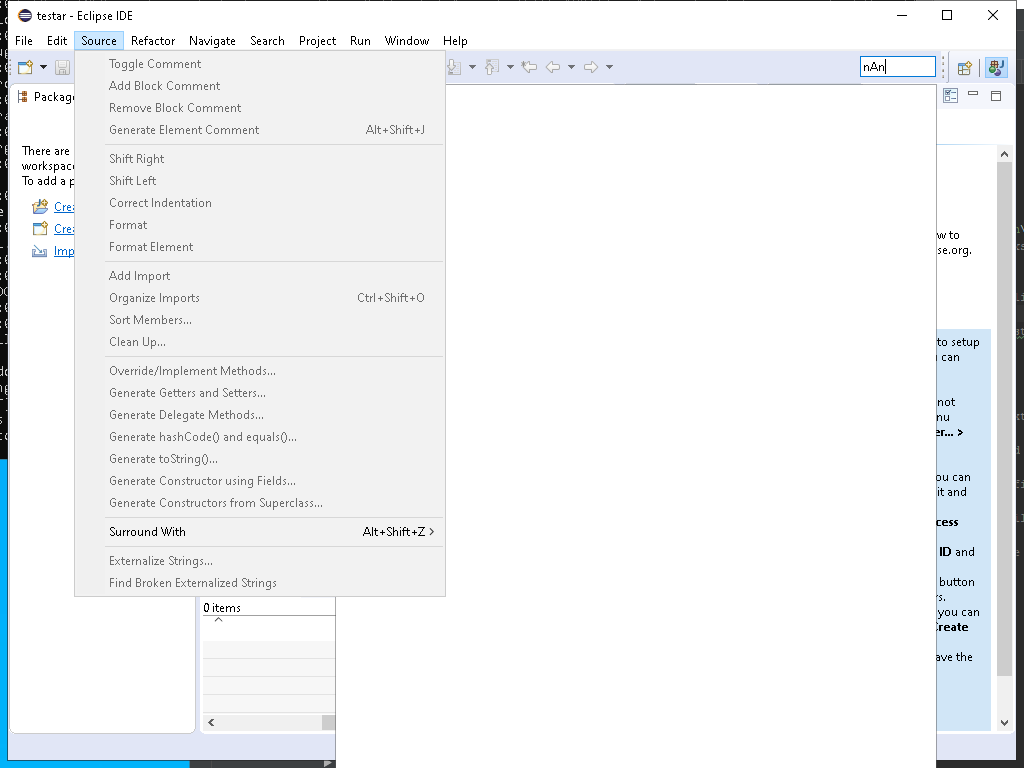 testar - Eclipse IDE
File Edit Source Refactor Navigate Search Project Run Window Help
nAn
Toggle Comment
Add Block Comment
Remove Block Comment
Generate Element Comment Alt+Shift+J
Shift Right
Shift Left
Correct Indentation
Format
Format Element
Add Import
Organize Imports Ctrl+Shift+O
Sort Members...
Clean Up...
Override/Implement Methods...
Generate Getters and Setters...
Generate Delegate Methods...
Generate hashCode() and equals()...
Generate toString()...
Generate Constructor using Fields...
Generate Constructors from Superclass...
Surround With Alt+Shift+Z
Externalize Strings...
Find Broken Externalized Strings
Package
There are
workspac
To add a p
Crea
Crea
Imp
0 items
w to
se.org.
to setup
can
not
nu
er... >
ou can
it and
cess
ID and
button
rs.
you can
Create
ave the